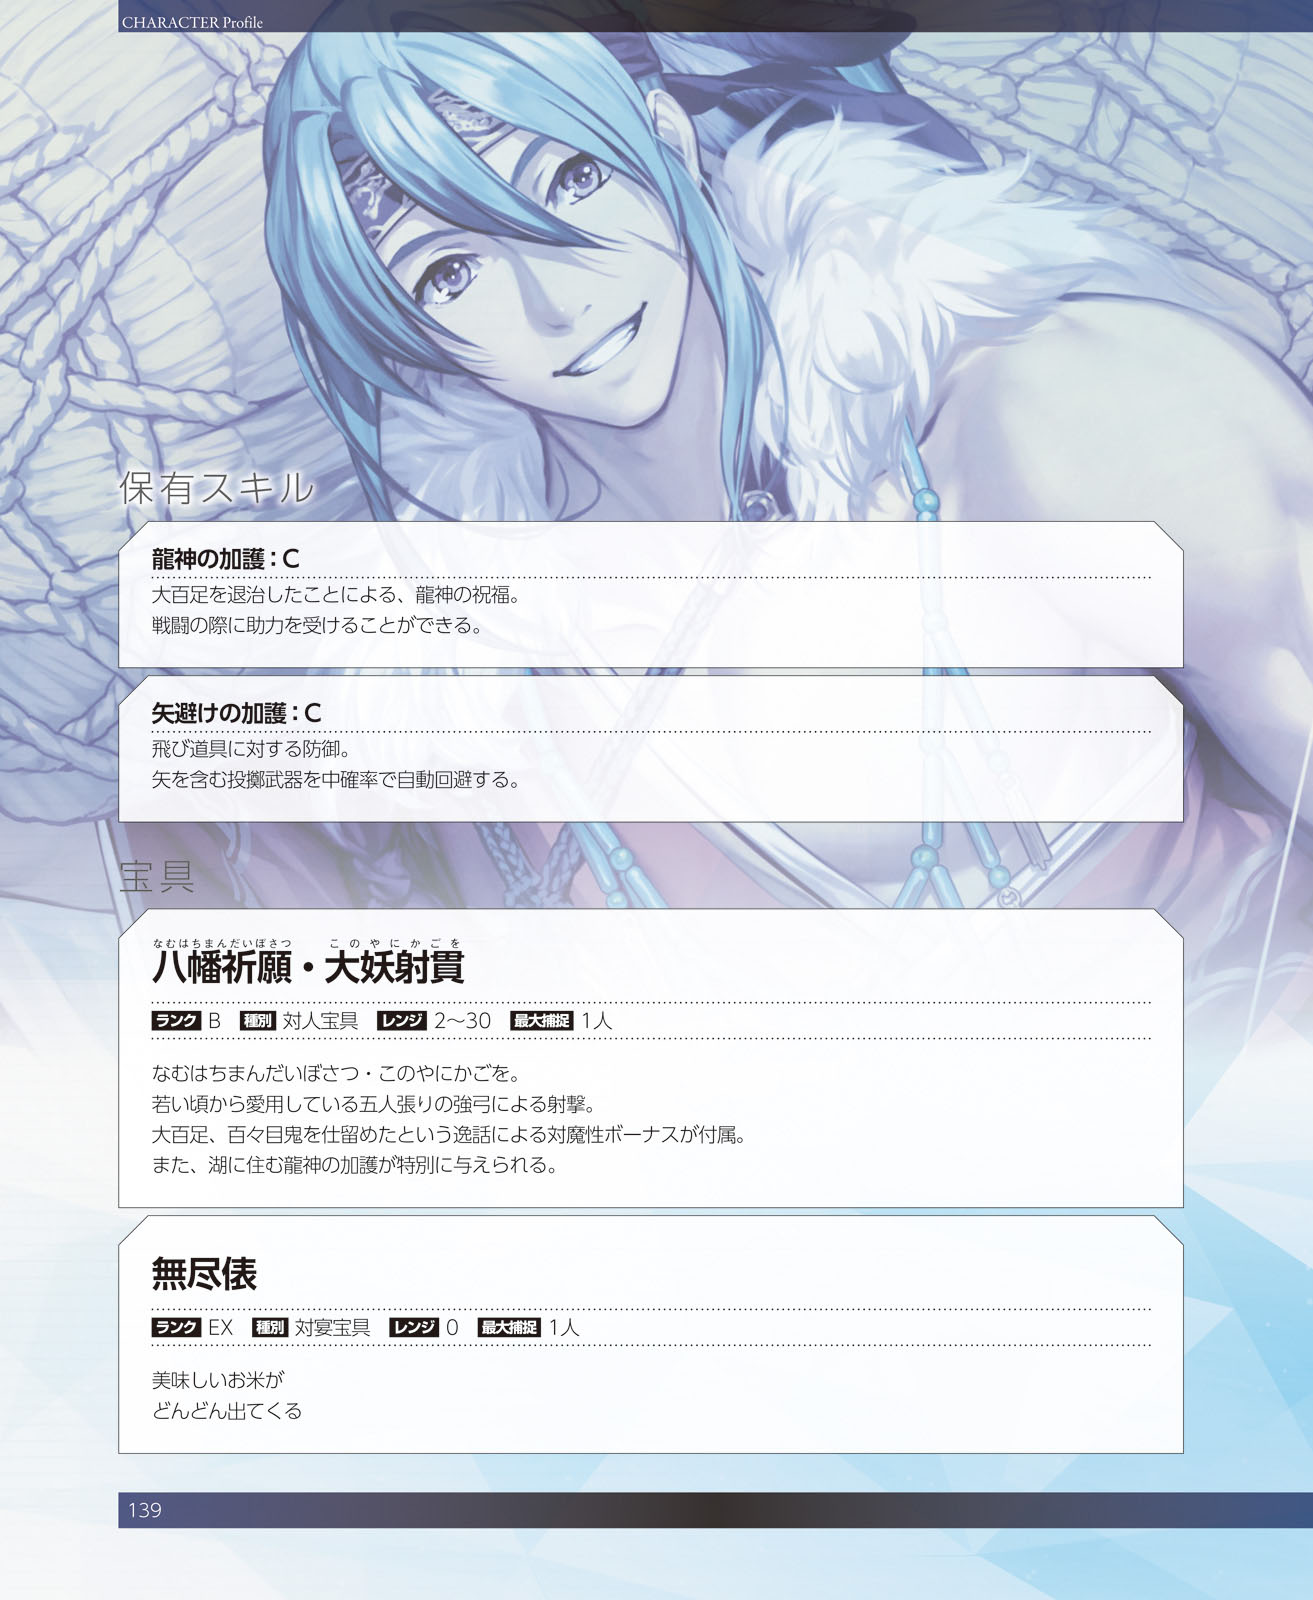 CHARACTER Profile
保有スキル
龍神の加護：C
大百足を退治したことによる、龍神の祝福。
戦闘の際に助力を受けることができる。
矢避けの加護：C
飛び道具に対する防御。
矢を含む投擲武器を中確率で自動回避する。
宝具
なむはちまんだいぼさつ このやにかごを
八幡祈願・大妖射貫
ランク B 種別 対人宝具 レンジ 2～30 最大捕捉 1人
なむはちまんだいぼさつ・このやにかごを。
若い頃から愛用している五人張りの強弓による射撃。
大百足、百々目鬼を仕留めたという逸話による対魔性ボーナスが付属。
また、湖に住む龍神の加護が特別に与えられる。
無尽俵
ランク EX 種別 対宴宝具 レンジ 0 最大捕捉 1人
美味しいお米が
どんどん出てくる
139